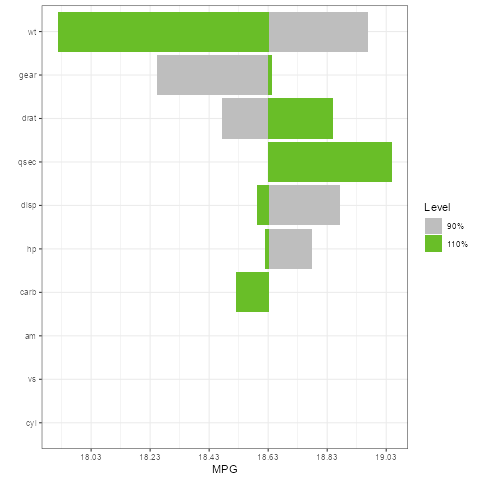 wt
gear
drat
qsec
disp
hp
carb
am
vs
cyl
18.03 18.23 18.43 18.63 18.83 19.03
MPG
Level
90%
110%